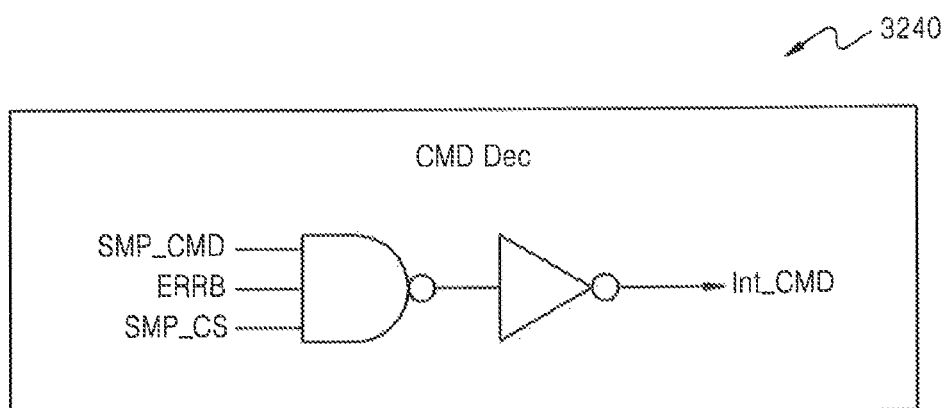 3240
CMD Dec
SMP_CMD
ERRB
SMP_CS
Int_CMD